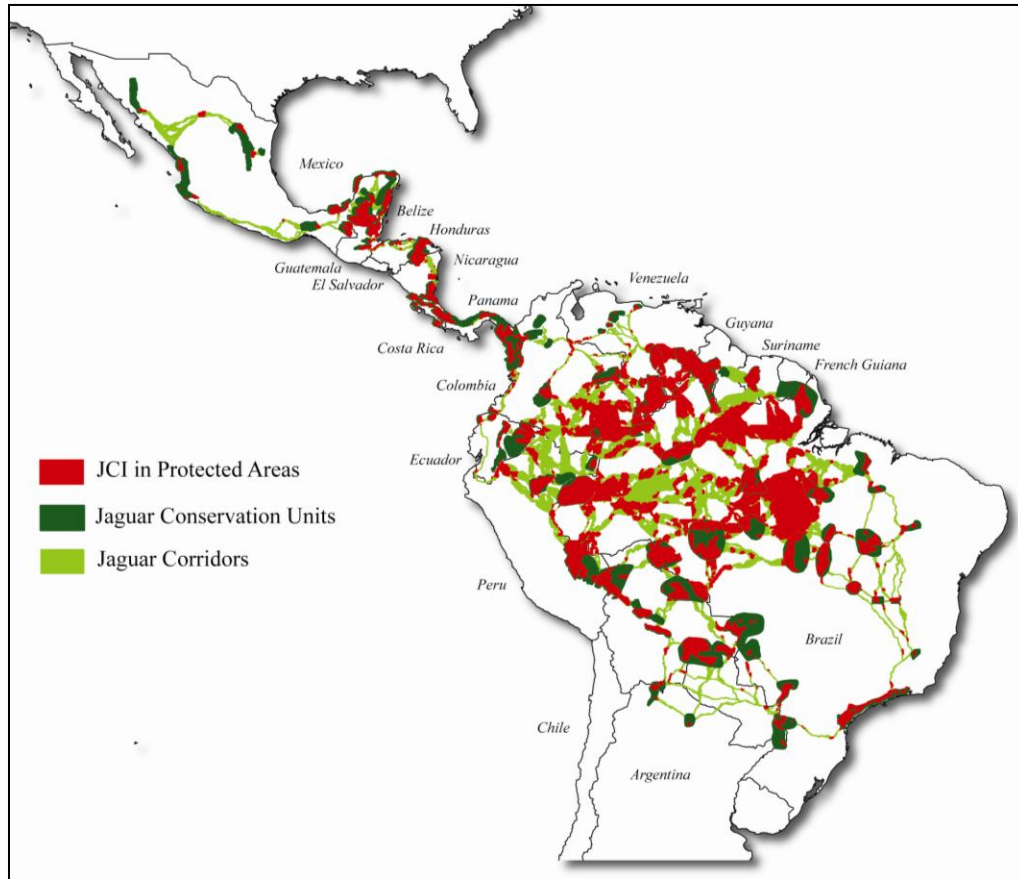 Mexico
Belize
Honduras
Guatemala
Nicaragua
El Salvador
Venezuela
Panama
Guyana
Costa Rica
Suriname
French Guiana
Colombia
Ecuador
JCI in Protected Areas
Jaguar Conservation Units
Jaguar Corridors
Peru
Brazil
Chile
Argentina